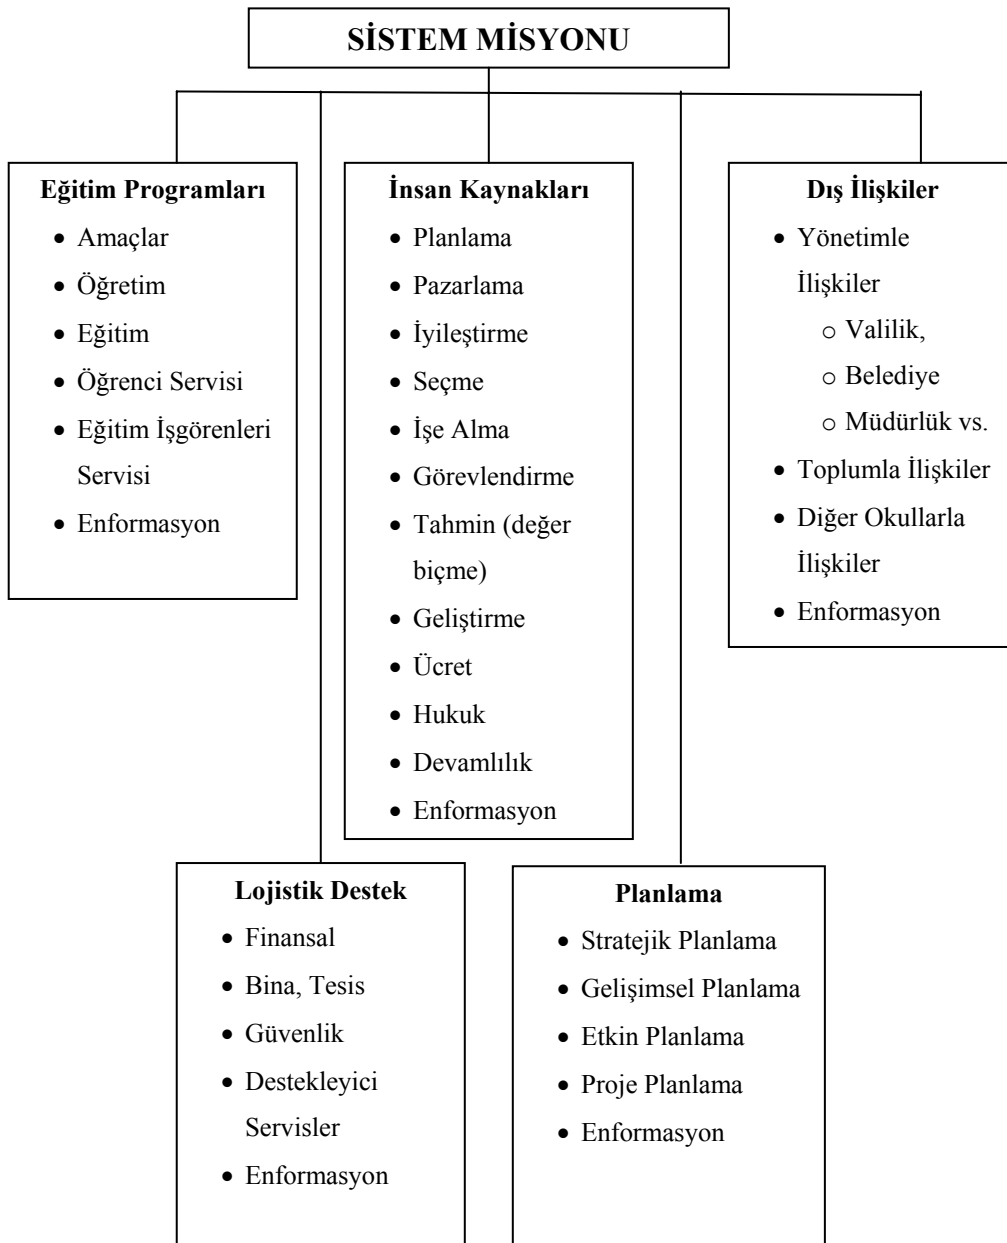 SİSTEM MİSYONU
Eğitim Programları
• Amaçlar
• Öğretim
• Eğitim
• Öğrenci Servisi
• Eğitim İşgörenleri
Servisi
• Enformasyon
İnsan Kaynakları
• Planlama
• Pazarlama
• İyileştirme
• Seçme
• İşe Alma
• Görevlendirme
• Tahmin (değer
biçme)
• Geliştirme
• Ücret
• Hukuk
• Devamlılık
• Enformasyon
Dış İlişkiler
• Yönetimle
İlişkiler
o Valilik,
o Belediye
o Müdürlük vs.
• Toplumla İlişkiler
• Diğer Okullarla
İlişkiler
• Enformasyon
Lojistik Destek
• Finansal
• Bina, Tesis
• Güvenlik
• Destekleyici
Servisler
• Enformasyon
Planlama
• Stratejik Planlama
• Gelişimsel Planlama
• Etkin Planlama
• Proje Planlama
• Enformasyon